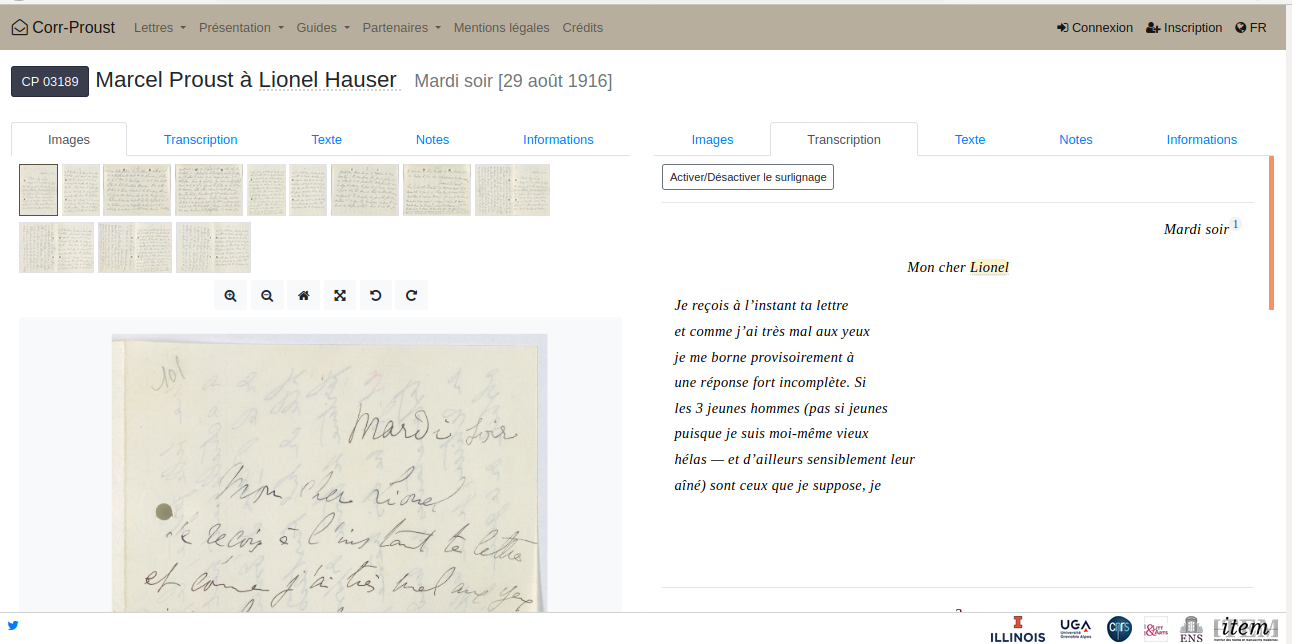 Corr-Proust Lettres Présentation Guides Partenaires Mentions légales Crédits Connexion Inscription FR
CP 03189 Marcel Proust à Lionel Hauser Mardi soir [29 août 1916]
Images Transcription Texte Notes Informations
101
Mardi soir
Mon cher Lionel
Je reçois à l'instant ta lettre
et come j'ai très mal aux yeux
Images Transcription Texte Notes Informations
Activer/Désactiver le surlignage
Mardi soir 1
Mon cher Lionel
Je reçois à l’instant ta lettre
et comme j’ai très mal aux yeux
je me borne provisoirement à
une réponse fort incomplète. Si
les 3 jeunes hommes (pas si jeunes
puisque je suis moi-même vieux
hélas — et d’ailleurs sensiblement leur
aîné) sont ceux que je suppose, je
ILLINOIS UGA Université Grenoble Alpes cnrs ENS item